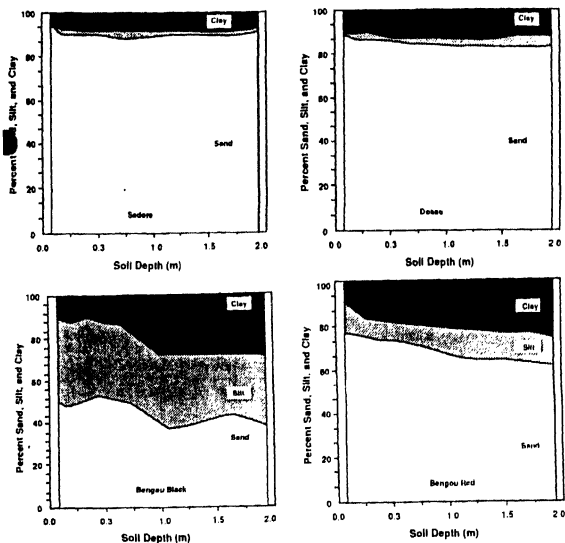 Clay
Sand
Sadore
100
80
60
40
20
0
0.0 0.3 1.0 1.5 2.0
Soil Depth (m)
Percent Silt, and Clay
Clay
Sand
Dosso
100
80
60
40
20
0
0.0 0.3 1.0 1.5 2.0
Soil Depth (m)
Percent Sand, Silt, and Clay
Clay
Silt
Sand
Bengou Black
100
80
60
40
20
0
0.0 0.3 1.0 1.5 2.0
Soil Depth (m)
Percent Sand, Silt, and Clay
Clay
Silt
Sand
Bengou Red
100
80
60
40
20
0
0.0 0.3 1.0 1.5 2.0
Soil Depth (m)
Percent Sand, Silt, and Clay